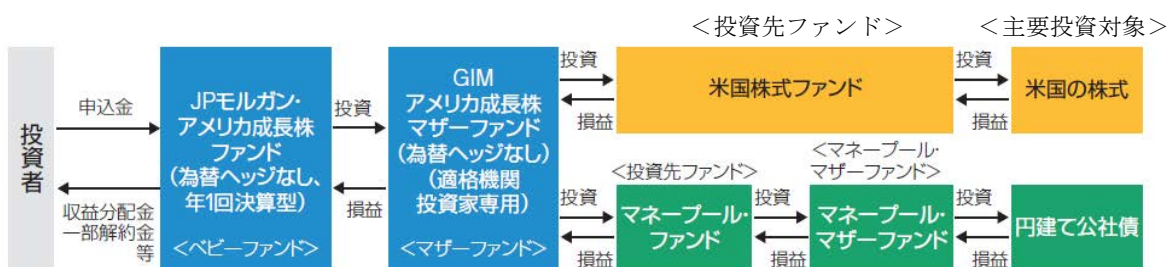 ＜投資先ファンド＞
＜主要投資対象＞
投資者
申込金
収益分配金
一部解約金
等
JPモルガン・
アメリカ成長株
ファンド
(為替ヘッジなし、
年1回決算型)
＜ベビーファンド＞
投資
損益
GIM
アメリカ成長株
マザーファンド
(為替ヘッジなし)
(適格機関
投資家専用)
＜マザーファンド＞
投資
損益
米国株式ファンド
投資
損益
米国の株式
投資
損益
＜投資先ファンド＞
マネープール・
ファンド
投資
損益
＜マネープール・
マザーファンド＞
マネープール・
マザーファンド
投資
損益
円建て公社債